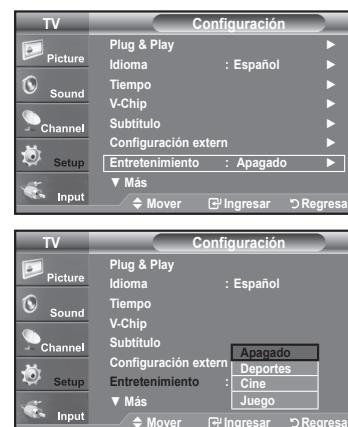 TV Configuración
Picture
Sound
Channel
Setup
Input
Plug & Play ►
Idioma : Español ►
Tiempo ►
V-Chip ►
Subtítulo ►
Configuración extern ►
Entretenimiento : Apagado ►
▼ Más
Mover Ingresar Regresa
TV Configuración
Picture
Sound
Channel
Setup
Input
Plug & Play
Idioma : Español
Tiempo
V-Chip
Subtítulo
Configuración extern
Entretenimiento :
Apagado
Deportes
Cine
Juego
▼ Más
Mover Ingresar Regresa